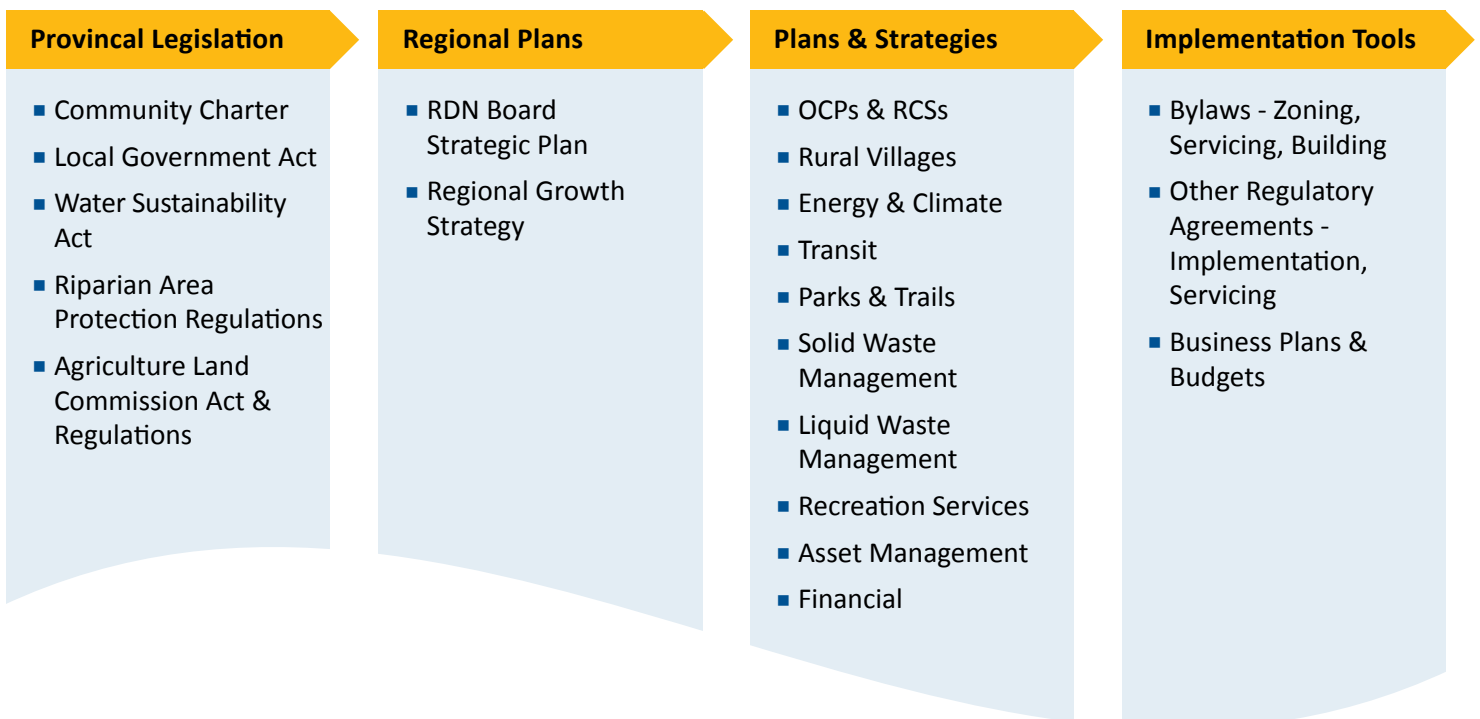 Provincal Legislation
Community Charter
Local Government Act
Water Sustainability
Act
Riparian Area
Protection Regulations
Agriculture Land
Commission Act &
Regulations
Regional Plans
RDN Board
Strategic Plan
Regional Growth
Strategy
Plans & Strategies
OCPs & RCSs
Rural Villages
Energy & Climate
Transit
Parks & Trails
Solid Waste
Management
Liquid Waste
Management
Recreation Services
Asset Management
Financial
Implementation Tools
Bylaws - Zoning,
Servicing, Building
Other Regulatory
Agreements -
Implementation,
Servicing
Business Plans &
Budgets